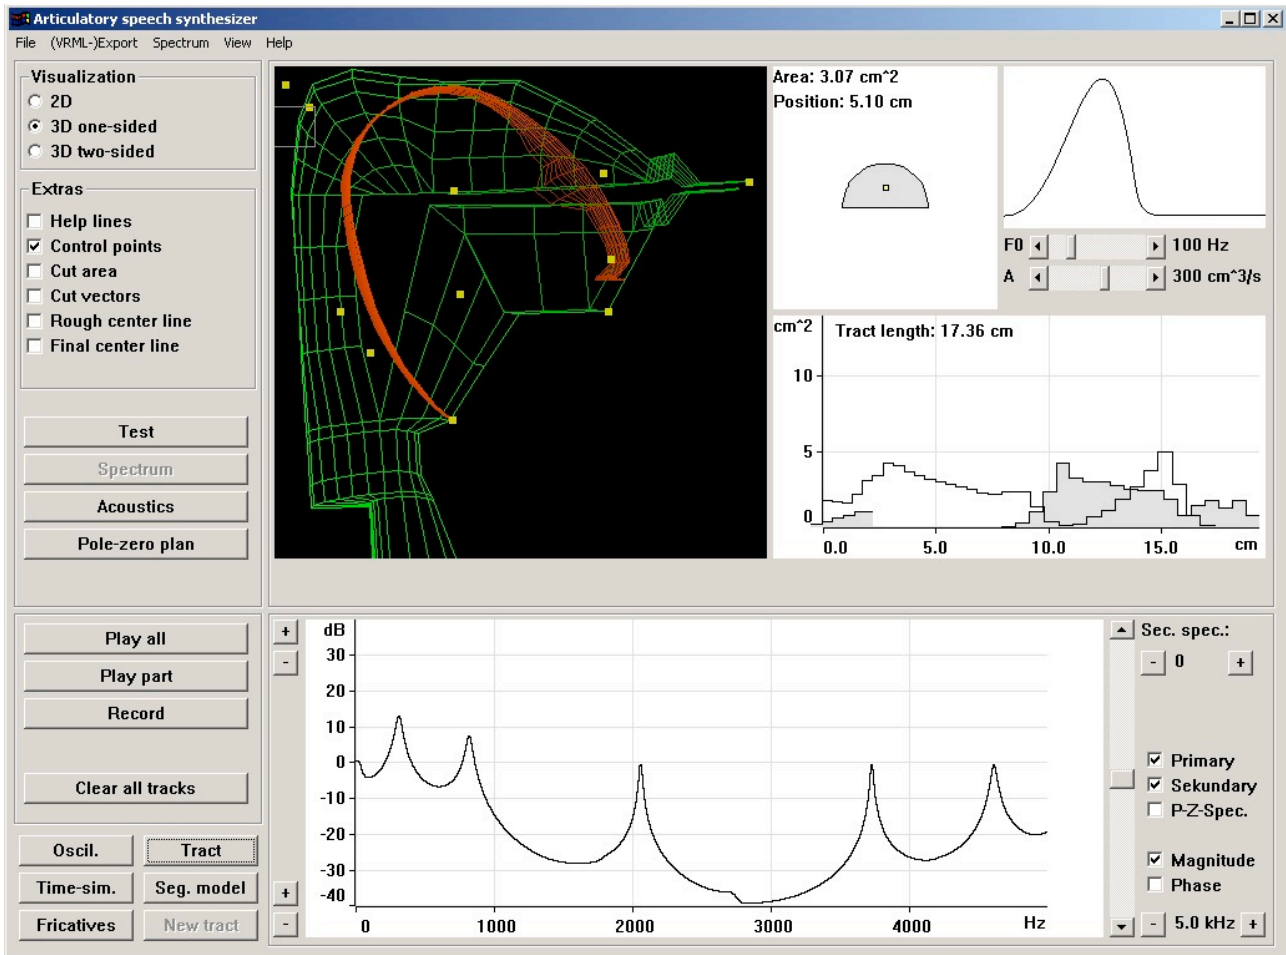 Articulatory speech synthesizer
File (VRML-)Export Spectrum View Help
Visualization
2D
3D one-sided
3D two-sided
Extras
Help lines
Control points
Cut area
Cut vectors
Rough center line
Final center line
Test
Spectrum
Acoustics
Pole-zero plan
Area: 3.07 cm^2
Position: 5.10 cm
F0 100 Hz
A 300 cm^3/s
cm^2 Tract length: 17.36 cm
10
5
0
0.0 5.0 10.0 15.0 cm
Play all
Play part
Record
Clear all tracks
Oscil. Tract
Time-sim. Seg. model
Fricatives New tract
+
-
+
-
dB
30
20
10
0
-10
-20
-30
-40
0 1000 2000 3000 4000 Hz
Sec. spec.:
- 0 +
Primary
Sekundary
P-Z-Spec.
Magnitude
Phase
- 5.0 kHz +